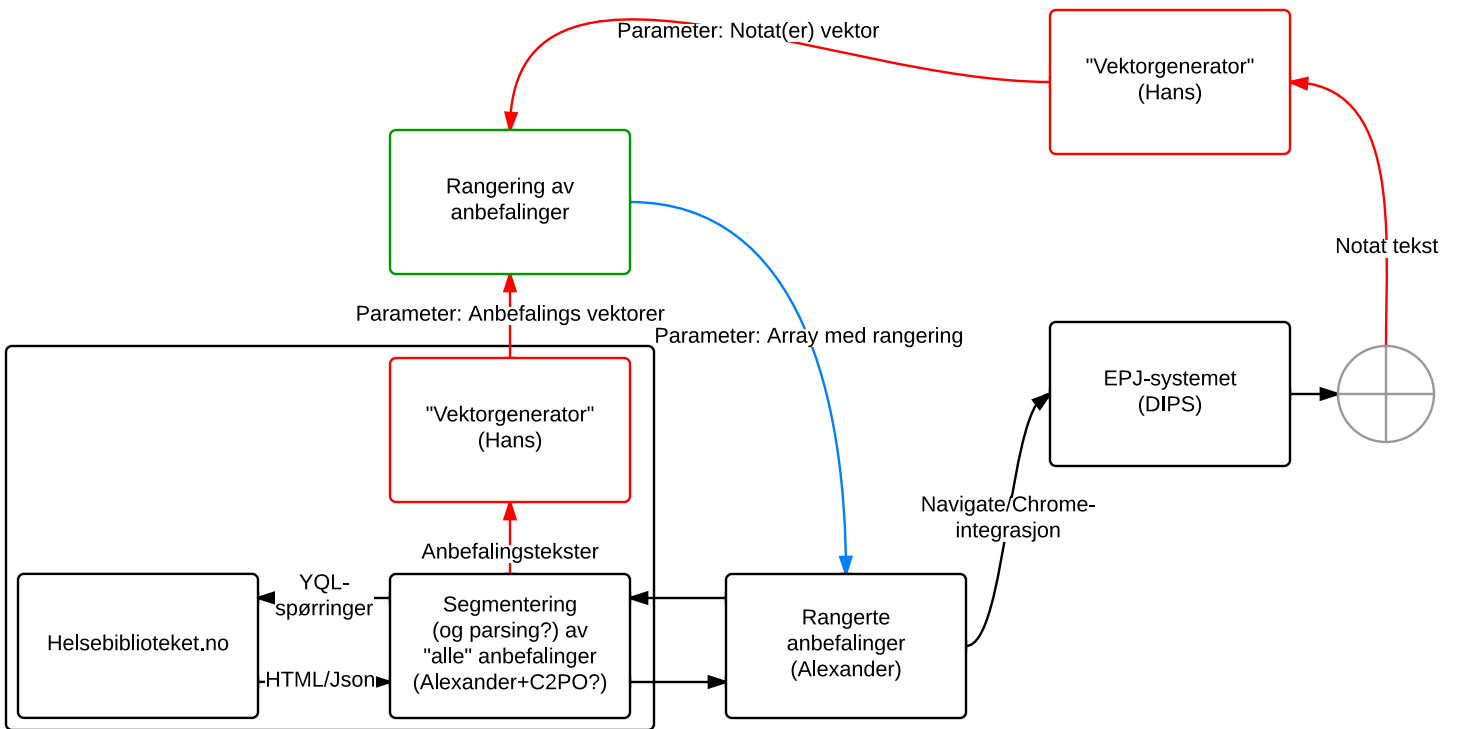 Parameter: Notat(er) vektor
"Vektorgenerator"
(Hans)
Rangering av
anbefalinger
Notat tekst
Parameter: Anbefalings vektorer
Parameter: Array med rangering
EPJ-systemet
(DIPS)
"Vektorgenerator"
(Hans)
Navigate/Chrome-
integrasjon
Anbefalingstekster
YQL-
spørringer
Helsebiblioteket.no
HTML/Json
Segmentering
(og parsing?) av
"alle" anbefalinger
(Alexander+C2PO?)
Rangerte
anbefalinger
(Alexander)